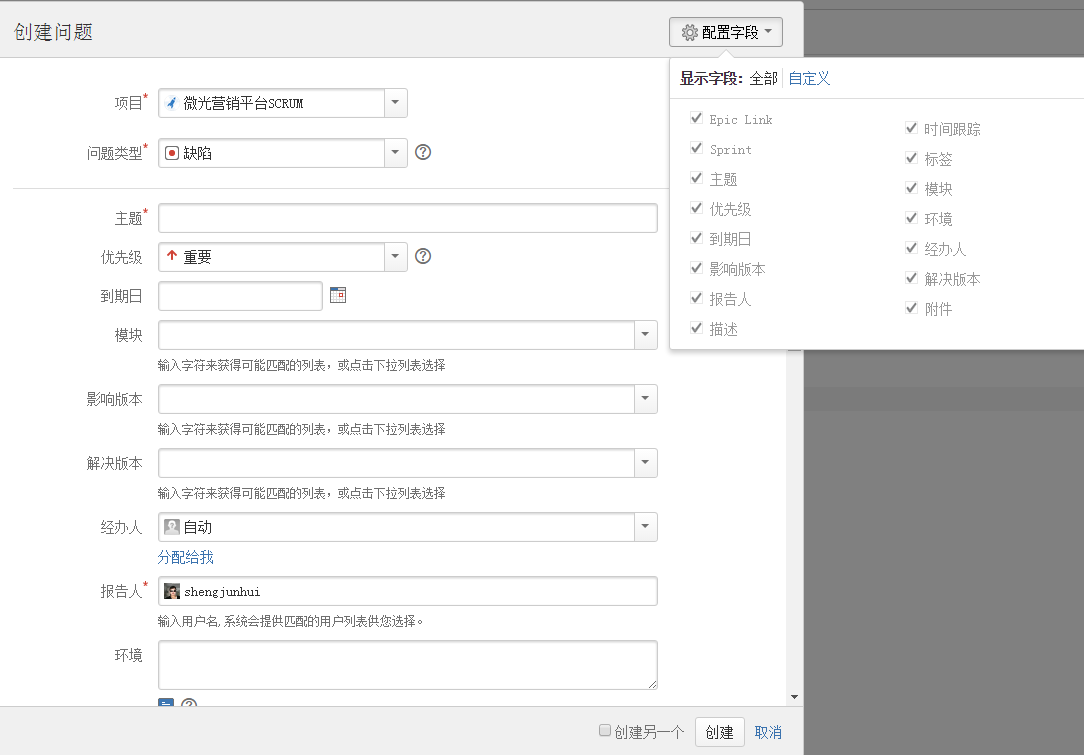 创建问题
配置字段
显示字段: 全部 自定义
Epic Link
Sprint
主题
优先级
到期日
影响版本
报告人
描述
时间跟踪
标签
模块
环境
经办人
解决版本
附件
项目* 微光营销平台SCRUM
问题类型* 缺陷
主题*
优先级 重要
到期日
模块
输入字符来获得可能匹配的列表，或点击下拉列表选择
影响版本
输入字符来获得可能匹配的列表，或点击下拉列表选择
解决版本
输入字符来获得可能匹配的列表，或点击下拉列表选择
经办人 自动
分配给我
报告人* shengjunhui
输入用户名,系统会提供匹配的用户列表供您选择。
环境
创建另一个 创建 取消